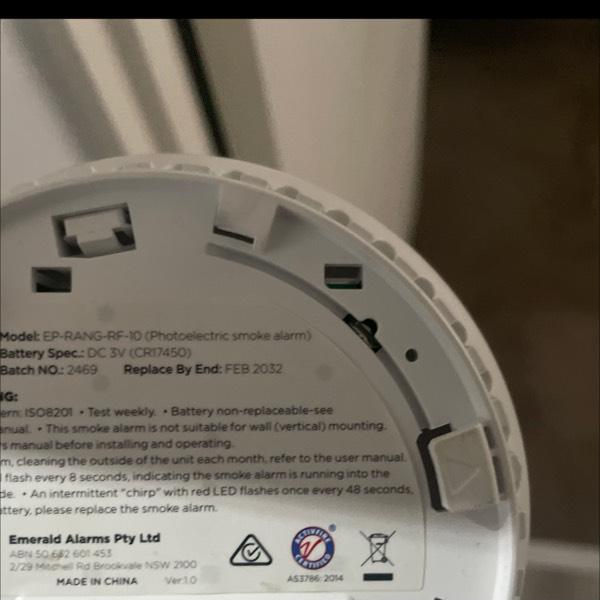 Model: EP-RANG-RF-10 (Photoelectric smoke alarm)
Battery Spec.: DC 3V (CR17450)
Batch NO.: 2469 Replace By End: FEB 2032
NG:
ern: ISO8201 • Test weekly. • Battery non-replaceable-see
anual. • This smoke alarm is not suitable for wall (vertical) mounting.
's manual before installing and operating.
m, cleaning the outside of the unit each month, refer to the user manual.
flash every 8 seconds, indicating the smoke alarm is running into the
de. • An intermittent "chirp" with red LED flashes once every 48 seconds,
attery, please replace the smoke alarm.
Emerald Alarms Pty Ltd
ABN 50 682 601 453
2/29 Mitchell Rd Brookvale NSW 2100
MADE IN CHINA Ver:1.0
ACTIVFIRE
CERTIFIED
®
AS3786: 2014